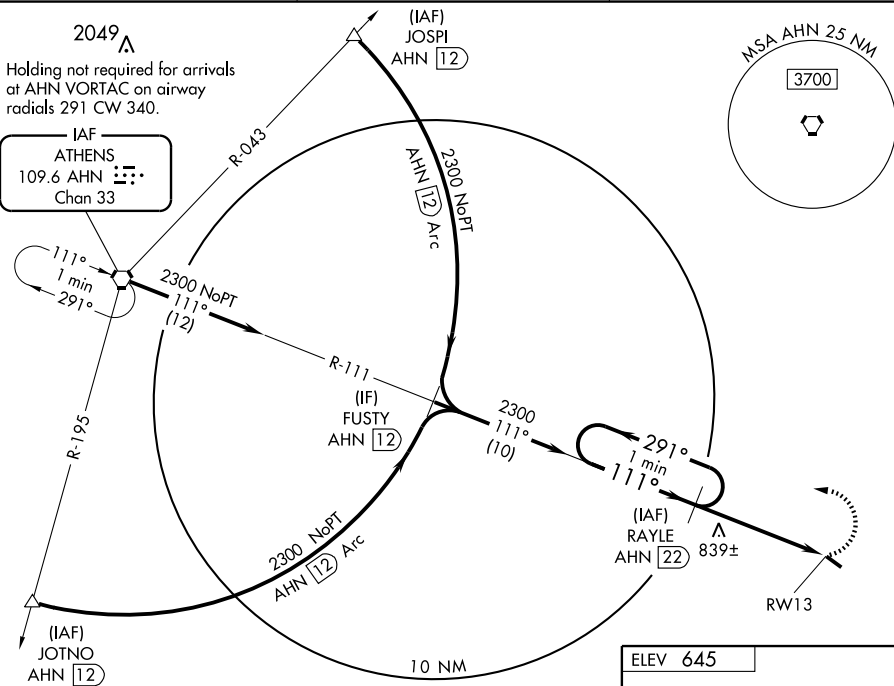 2049
Holding not required for arrivals
at AHN VORTAC on airway
radials 291 CW 340.
IAF
ATHENS
109.6 AHN
Chan 33
(IAF)
JOSPI
AHN 12
MSA AHN 25 NM
3700
R-043
2300 NoPT
AHN 12 Arc
111°
1 min
291°
2300 NoPT
111°
(12)
R-111
(IF)
FUSTY
AHN 12
2300
111°
(10)
291°
1 min
111°
(IAF)
RAYLE
AHN 22
839±
RW13
R-195
2300 NoPT
AHN 12 Arc
(IAF)
JOTNO
AHN 12
10 NM
ELEV 645